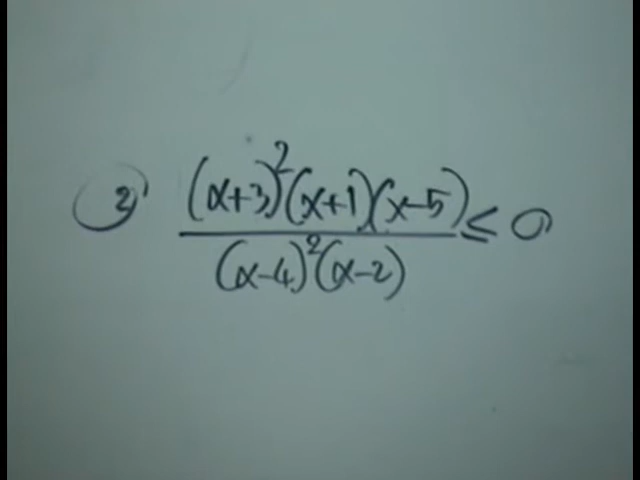 2) (x+3)²(x+1)(x-5) / (x-4)²(x-2) ≤ 0